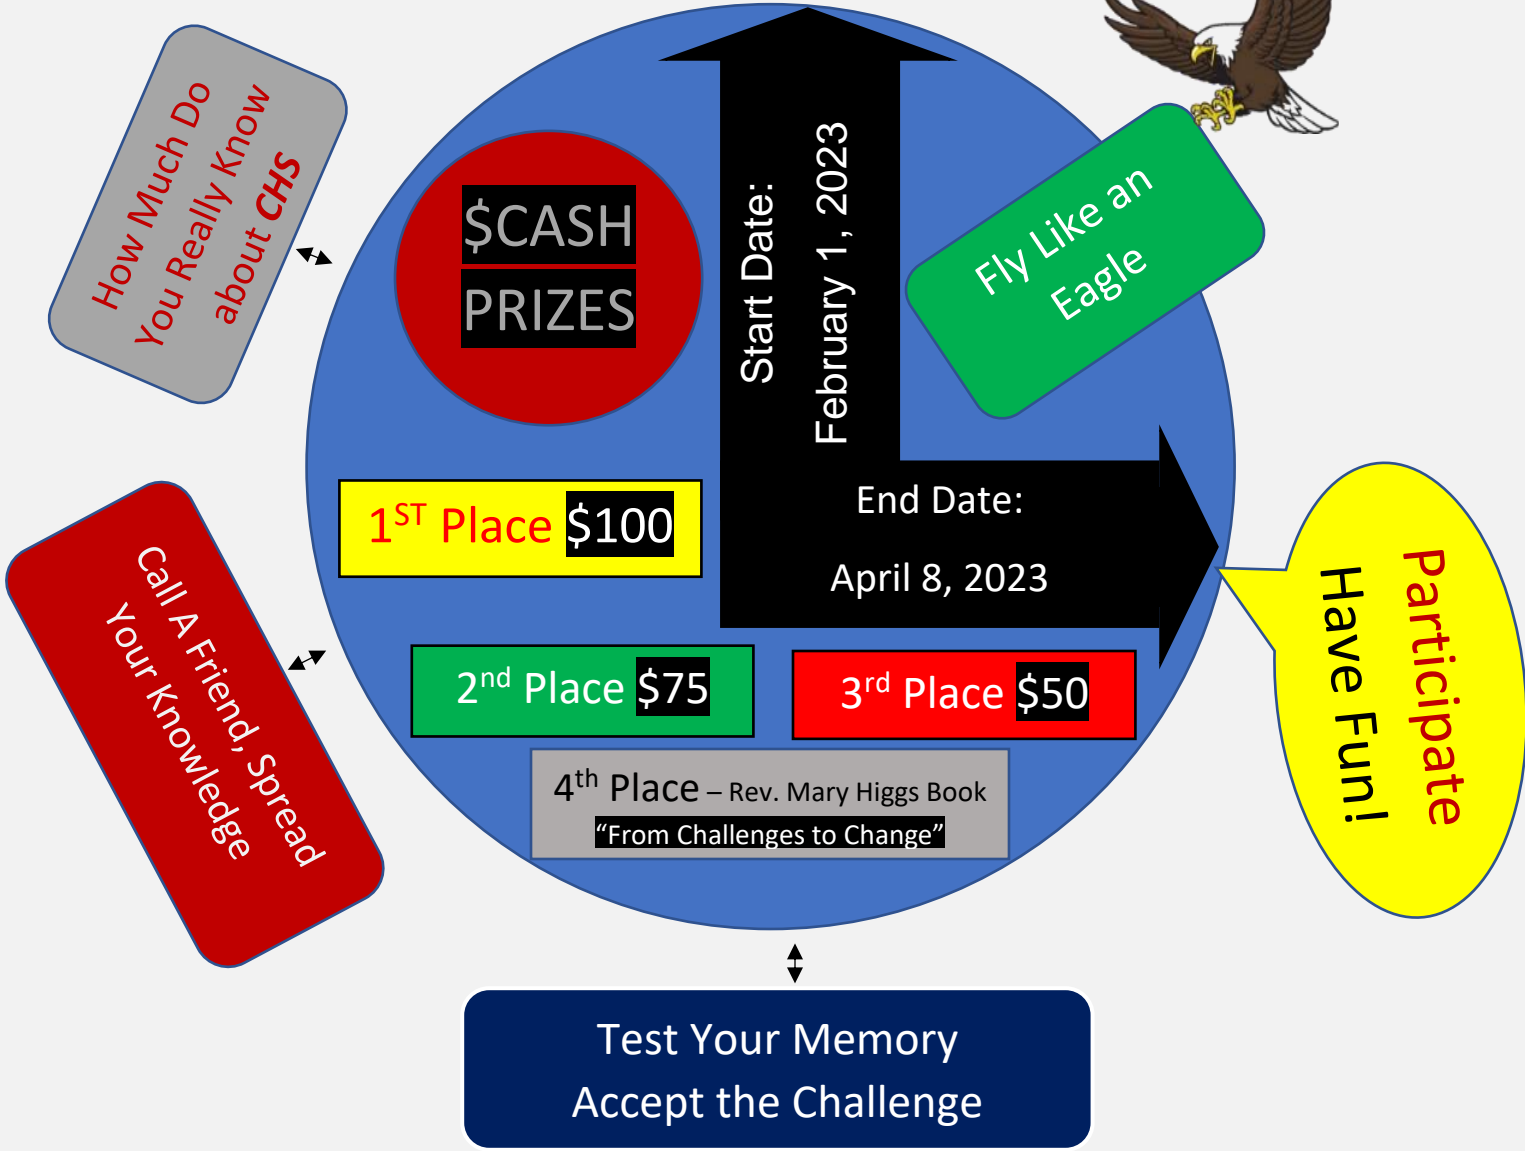 How Much Do
You Really Know
about CHS
$CASH
PRIZES
Start Date:
February 1, 2023
Fly Like an
Eagle
End Date:
April 8, 2023
1ST Place $100
2nd Place $75
3rd Place $50
4th Place – Rev. Mary Higgs Book
“From Challenges to Change”
Call A Friend, Spread
Your Knowledge
Participate
Have Fun!
Test Your Memory
Accept the Challenge